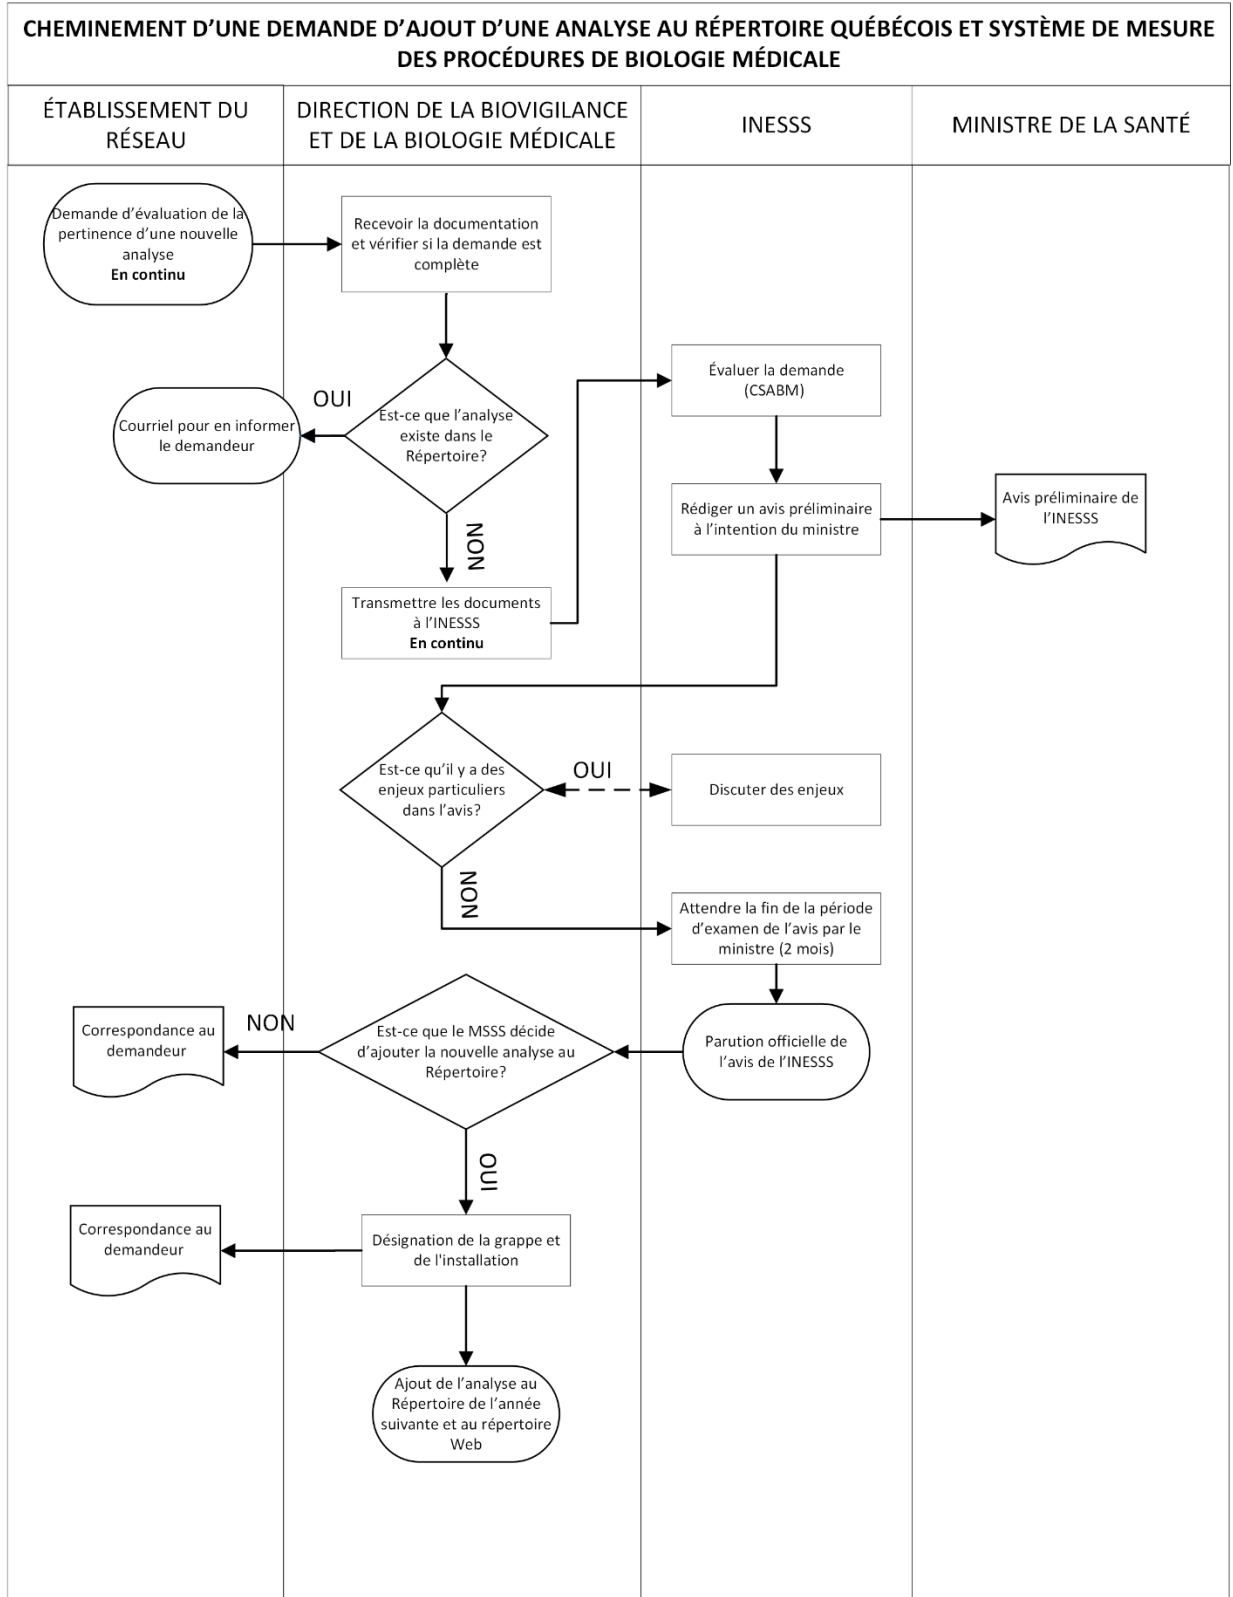 CHEMINEMENT D'UNE DEMANDE D'AJOUT D'UNE ANALYSE AU RÉPERTOIRE QUÉBÉCOIS ET SYSTÈME DE MESURE
DES PROCÉDURES DE BIOLOGIE MÉDICALE
ÉTABLISSEMENT DU
RÉSEAU
DIRECTION DE LA BIOVIGILANCE
ET DE LA BIOLOGIE MÉDICALE
INESSS
MINISTRE DE LA SANTÉ
Demande d'évaluation de la
pertinence d'une nouvelle
analyse
En continu
Recevoir la documentation
et vérifier si la demande est
complète
Est-ce que l'analyse
existe dans le
Répertoire?
OUI
Courriel pour en informer
le demandeur
NON
Transmettre les documents
à l'INESSS
En continu
Évaluer la demande
(CSABM)
Rédiger un avis préliminaire
à l'intention du ministre
Avis préliminaire de
l'INESSS
Est-ce qu'il y a des
enjeux particuliers
dans l'avis?
OUI
Discuter des enjeux
NON
Attendre la fin de la période
d'examen de l'avis par le
ministre (2 mois)
Parution officielle de
l'avis de l'INESSS
Est-ce que le MSSS décide
d'ajouter la nouvelle analyse au
Répertoire?
NON
Correspondance au
demandeur
OUI
Désignation de la grappe et
de l'installation
Correspondance au
demandeur
Ajout de l'analyse au
Répertoire de l'année
suivante et au répertoire
Web